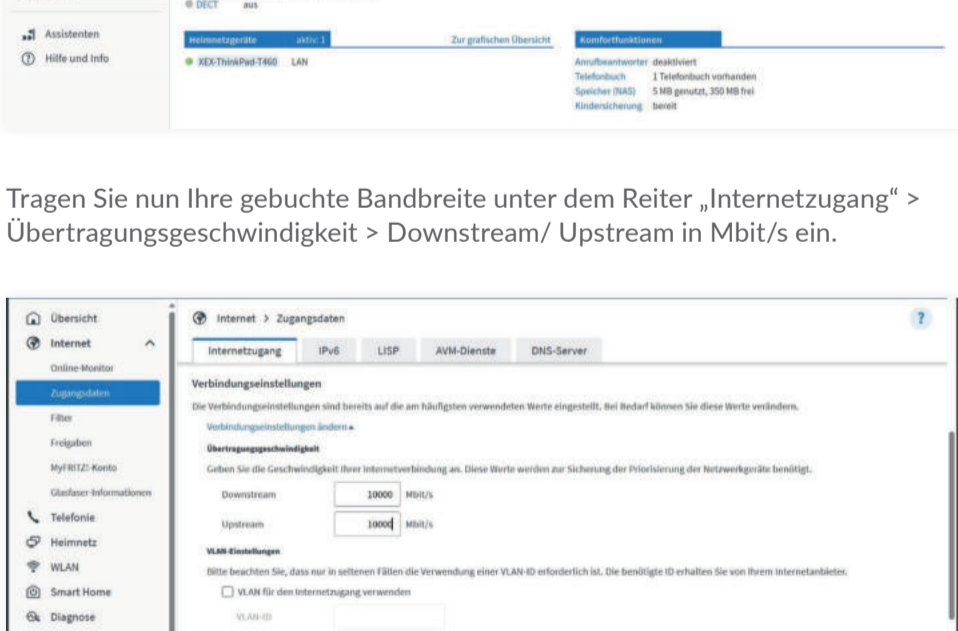 DECT aus
Assistenten
Hilfe und Info
Heimnetzgeräte aktiv: 1 Zur grafischen Übersicht
XEX-ThinkPad-T460 LAN
Komfortfunktionen
Anrufbeantworter deaktiviert
Telefonbuch 1 Telefonbuch vorhanden
Speicher (NAS) 5 MB genutzt, 350 MB frei
Kindersicherung bereit
Tragen Sie nun Ihre gebuchte Bandbreite unter dem Reiter „Internetzugang“ >
Übertragungsgeschwindigkeit > Downstream/ Upstream in Mbit/s ein.
Übersicht
Internet
Online-Monitor
Zugangsdaten
Filter
Freigaben
MyFRITZ!-Konto
Glasfaser-Informationen
Telefonie
Heimnetz
WLAN
Smart Home
Diagnose
Internet > Zugangsdaten ?
Internetzugang IPv6 LISP AVM-Dienste DNS-Server
Verbindungseinstellungen
Die Verbindungseinstellungen sind bereits auf die am häufigsten verwendeten Werte eingestellt. Bei Bedarf können Sie diese Werte verändern.
Verbindungseinstellungen ändern
Übertragungsgeschwindigkeit
Geben Sie die Geschwindigkeit Ihrer Internetverbindung an. Diese Werte werden zur Sicherung der Priorisierung der Netzwerkgeräte benötigt.
Downstream 10000 Mbit/s
Upstream 10000 Mbit/s
VLAN-Einstellungen
Bitte beachten Sie, dass nur in seltenen Fällen die Verwendung einer VLAN-ID erforderlich ist. Die benötigte ID erhalten Sie von Ihrem Internetanbieter.
VLAN für den Internetzugang verwenden
VLAN-ID